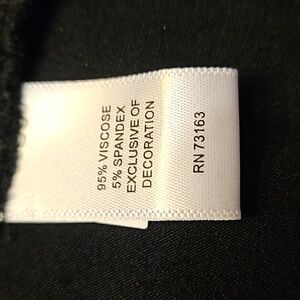 95% VISCOSE
5% SPANDEX
EXCLUSIVE OF
DECORATION
RN 73163